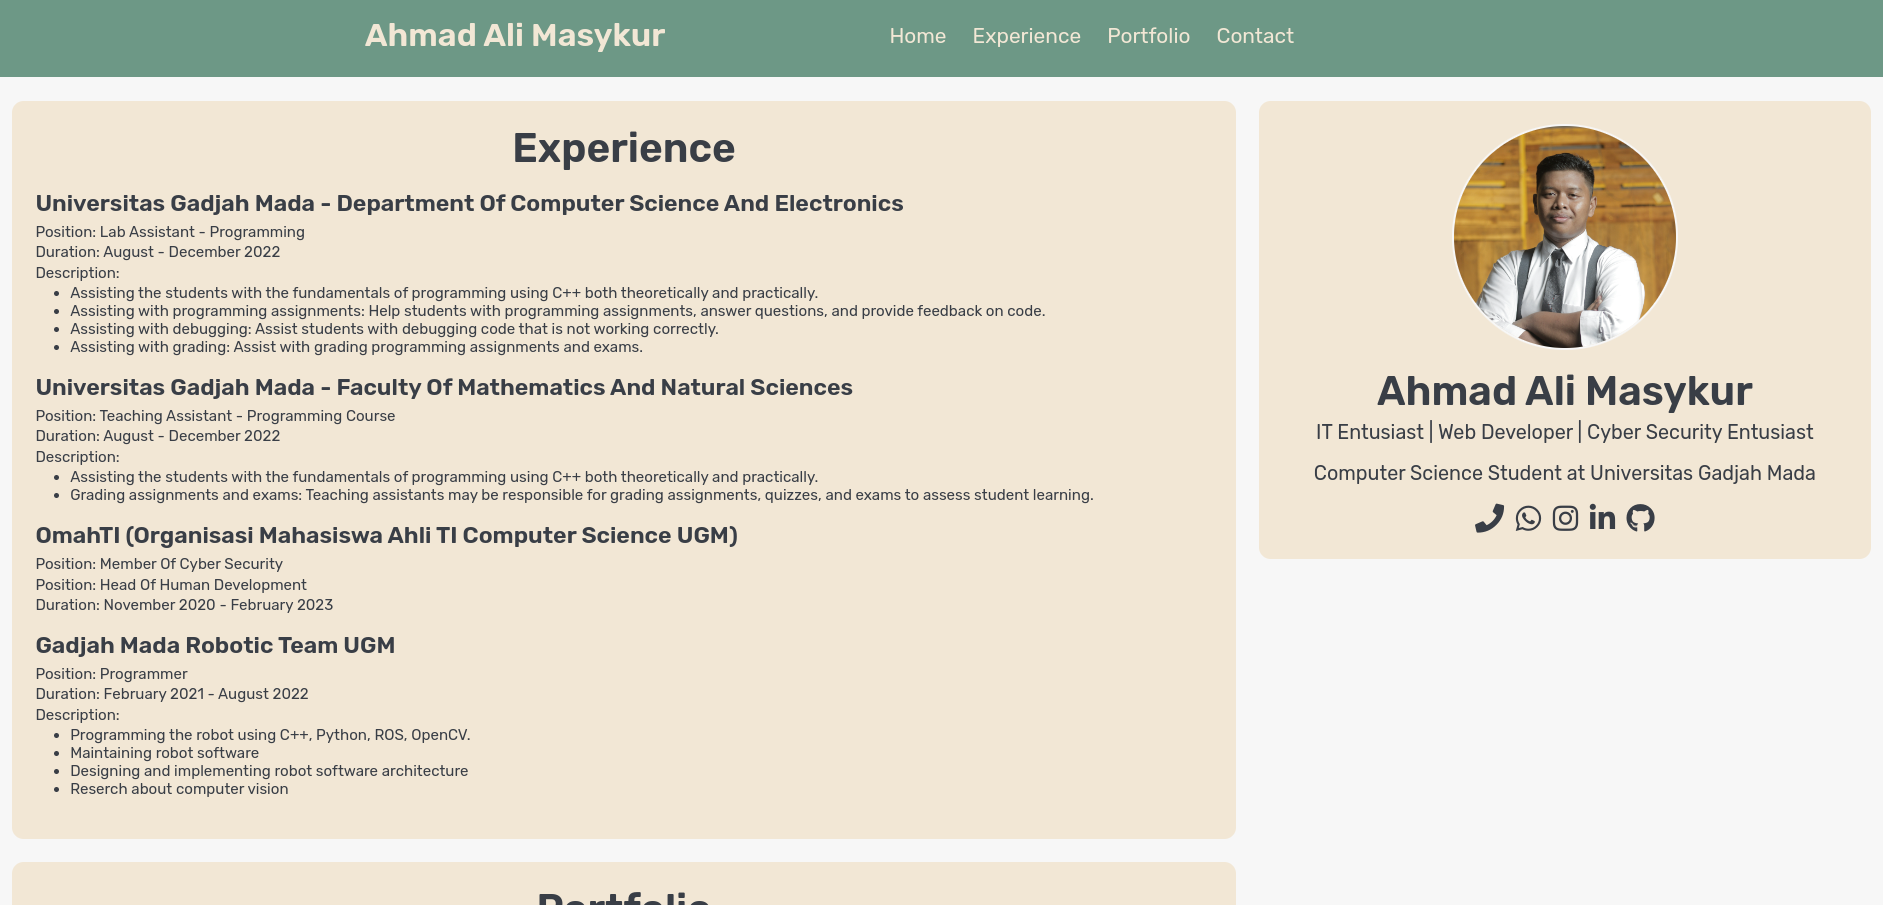 Ahmad Ali Masykur
Home Experience Portfolio Contact
Experience
Universitas Gadjah Mada - Department Of Computer Science And Electronics
Position: Lab Assistant - Programming
Duration: August - December 2022
Description:
Assisting the students with the fundamentals of programming using C++ both theoretically and practically.
Assisting with programming assignments: Help students with programming assignments, answer questions, and provide feedback on code.
Assisting with debugging: Assist students with debugging code that is not working correctly.
Assisting with grading: Assist with grading programming assignments and exams.
Universitas Gadjah Mada - Faculty Of Mathematics And Natural Sciences
Position: Teaching Assistant - Programming Course
Duration: August - December 2022
Description:
Assisting the students with the fundamentals of programming using C++ both theoretically and practically.
Grading assignments and exams: Teaching assistants may be responsible for grading assignments, quizzes, and exams to assess student learning.
OmahTI (Organisasi Mahasiswa Ahli TI Computer Science UGM)
Position: Member Of Cyber Security
Position: Head Of Human Development
Duration: November 2020 - February 2023
Gadjah Mada Robotic Team UGM
Position: Programmer
Duration: February 2021 - August 2022
Description:
Programming the robot using C++, Python, ROS, OpenCV.
Maintaining robot software
Designing and implementing robot software architecture
Reserch about computer vision
Portfolio
Ahmad Ali Masykur
IT Entusiast | Web Developer | Cyber Security Entusiast
Computer Science Student at Universitas Gadjah Mada